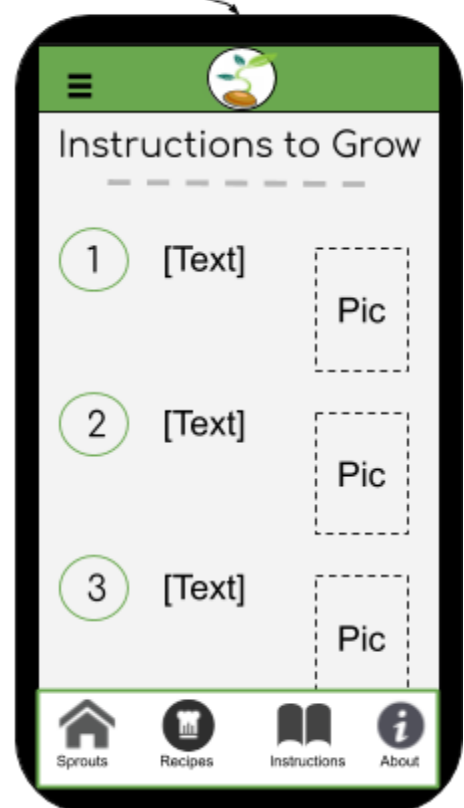 Instructions to Grow
1 [Text]
Pic
2 [Text]
Pic
3 [Text]
Pic
Sprouts Recipes Instructions About